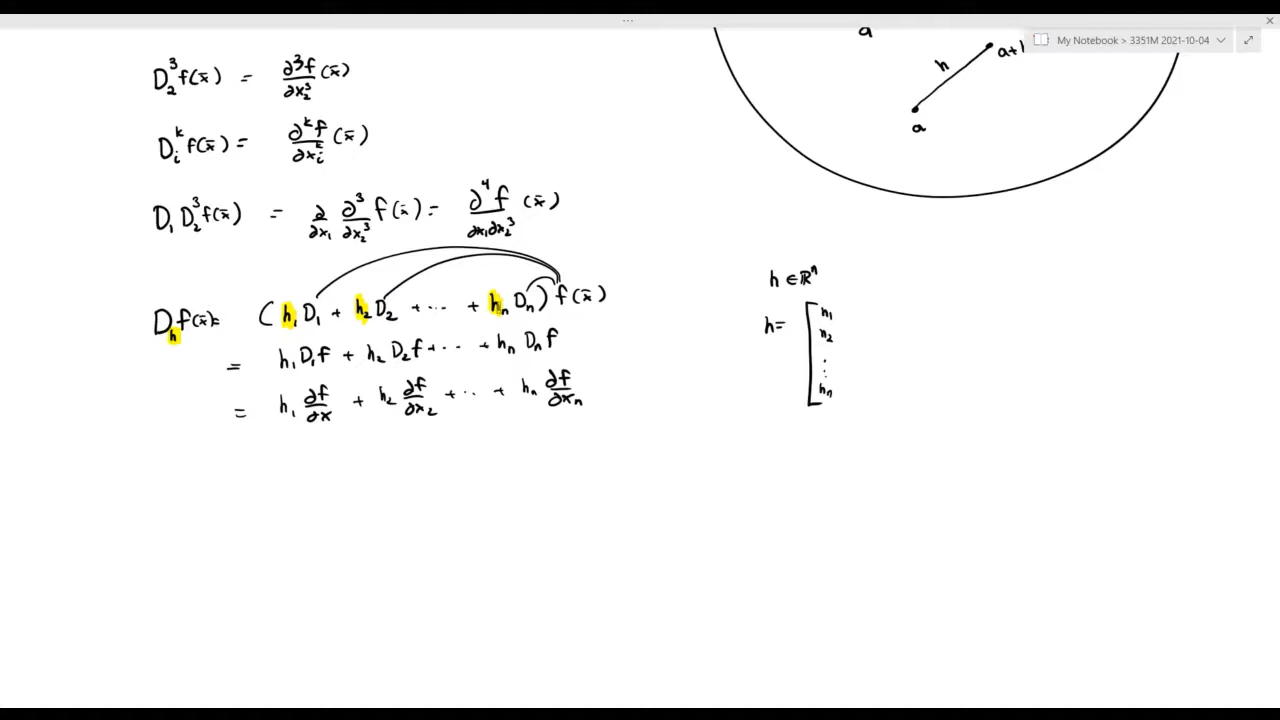 ...
My Notebook > 3351M 2021-10-04
a
a+h
h
a
D₂³f(x̄) = ∂³f/∂x₂³ (x̄)
Dᵢᵏf(x̄) = ∂ᵏf/∂xᵢᵏ (x̄)
D₁D₂³f(x̄) = ∂/∂x₁ ∂³/∂x₂³ f(x̄) = ∂⁴f/∂x₁∂x₂³ (x̄)
D_h f(x̄) = (h₁D₁ + h₂D₂ + ... + hₙDₙ) f(x̄)
= h₁D₁f + h₂D₂f + ... + hₙDₙf
= h₁ ∂f/∂x + h₂ ∂f/∂x₂ + ... + hₙ ∂f/∂xₙ
h ∈ ℝⁿ
h = [
h₁
h₂
⋮
hₙ